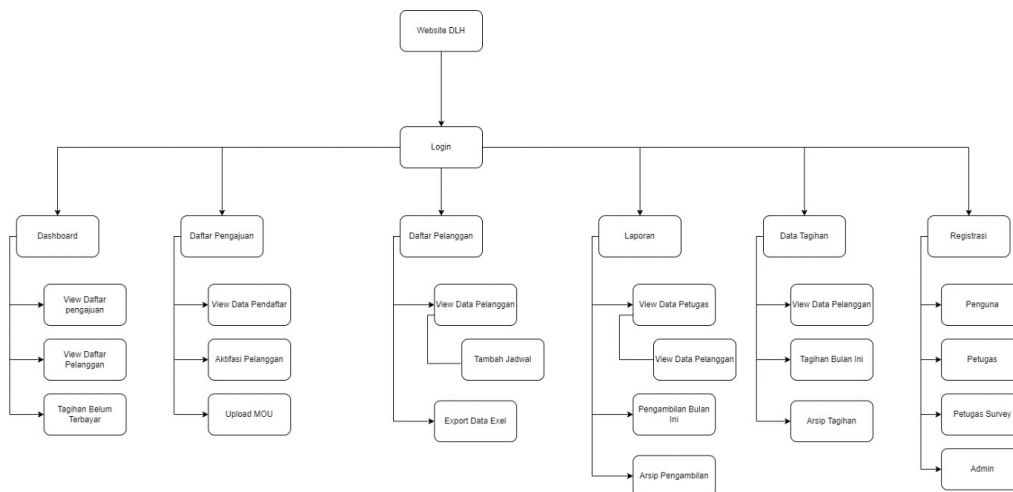 Website DLH
Login
Dashboard
Daftar Pengajuan
Daftar Pelanggan
Laporan
Data Tagihan
Registrasi
View Daftar
pengajuan
View Daftar
Pelanggan
Tagihan Belum
Terbayar
View Data Pendaftar
Aktifasi Pelanggan
Upload MOU
View Data Pelanggan
Tambah Jadwal
Export Data Exel
View Data Petugas
View Data Pelanggan
Pengambilan Bulan
Ini
Arsip Pengambilan
View Data Pelanggan
Tagihan Bulan Ini
Arsip Tagihan
Penguna
Petugas
Petugas Survey
Admin